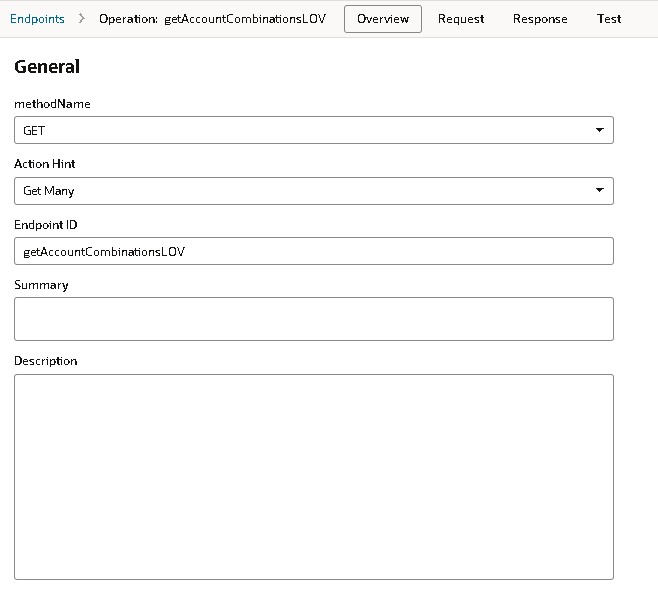 Endpoints > Operation: getAccountCombinationsLOV Overview Request Response Test
General
methodName
GET
Action Hint
Get Many
Endpoint ID
getAccountCombinationsLOV
Summary
Description